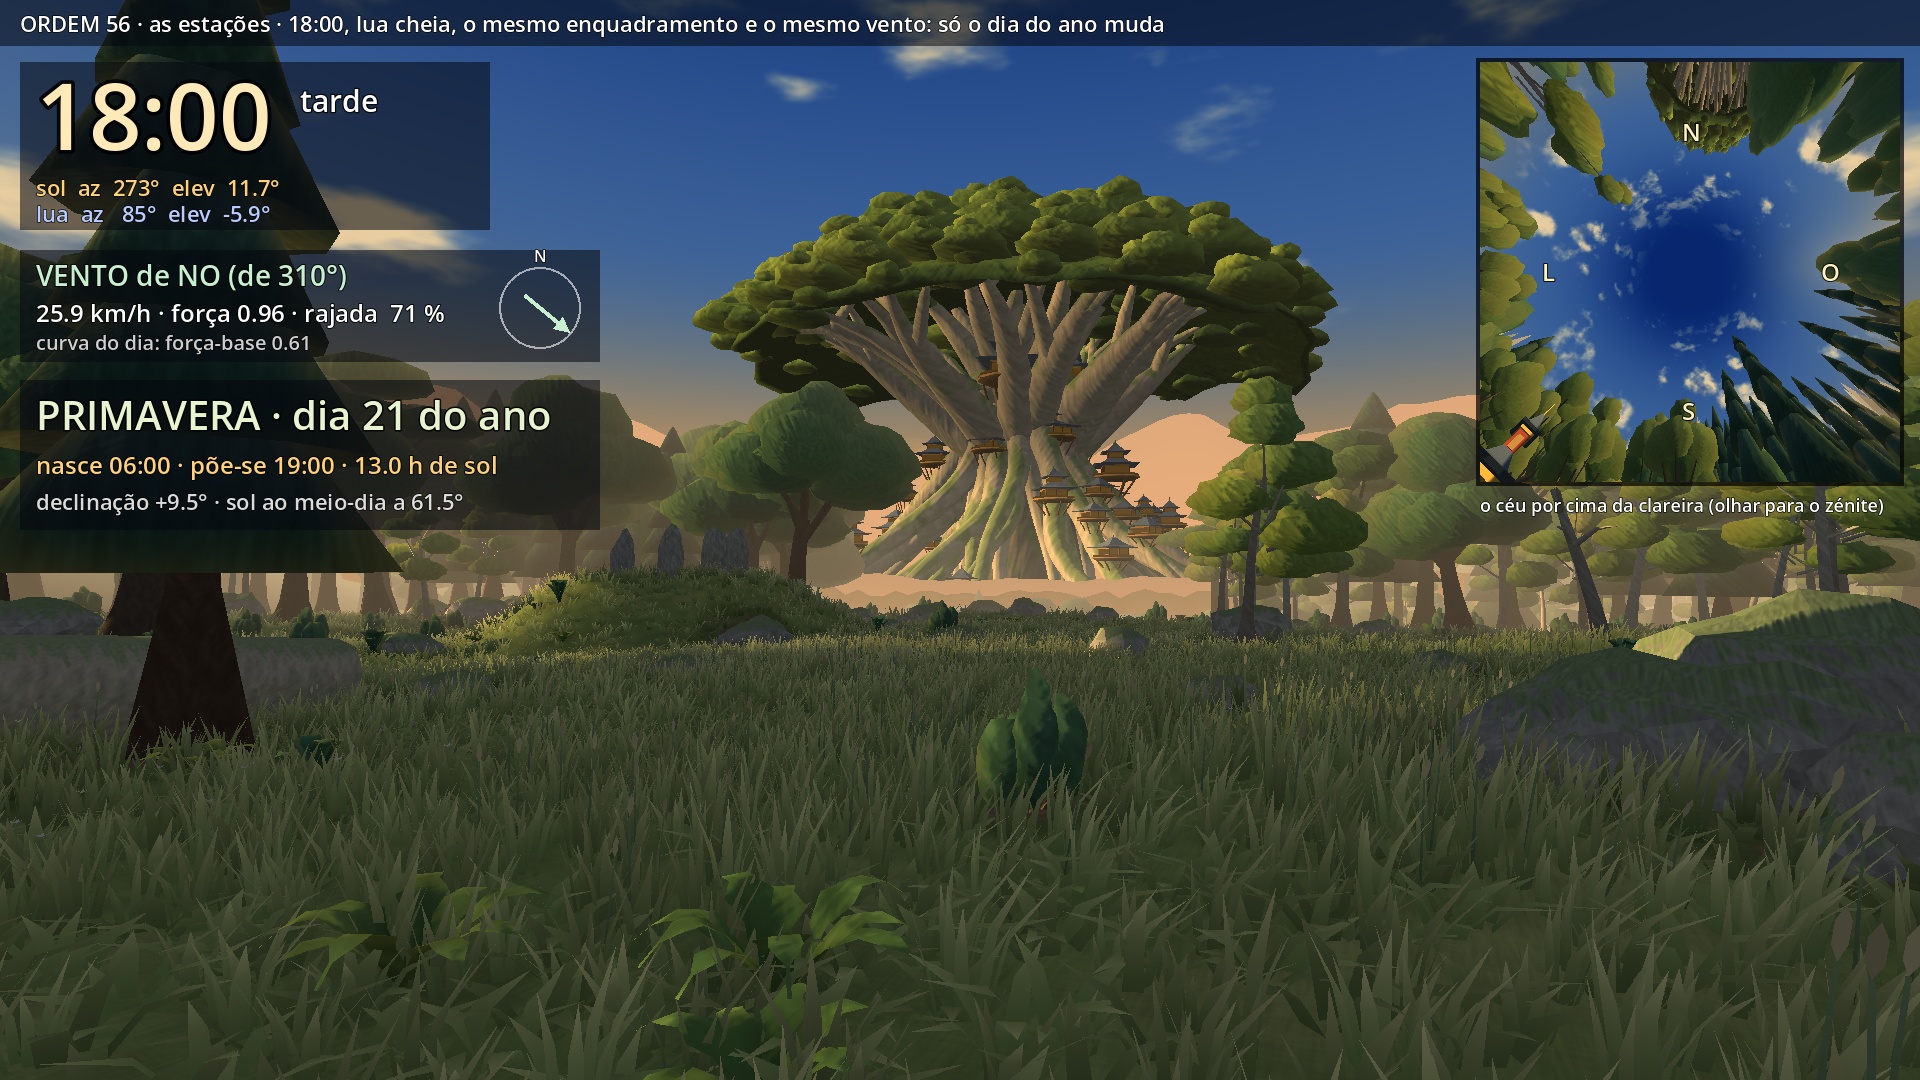 ORDEM 56 · as estações · 18:00, lua cheia, o mesmo enquadramento e o mesmo vento: só o dia do ano muda
18:00 tarde
sol az 273° elev 11.7°
lua az 85° elev -5.9°
VENTO de NO (de 310°)
25.9 km/h · força 0.96 · rajada 71 %
curva do dia: força-base 0.61
N
PRIMAVERA · dia 21 do ano
nasce 06:00 · põe-se 19:00 · 13.0 h de sol
declinação +9.5° · sol ao meio-dia a 61.5°
N
L O
S
o céu por cima da clareira (olhar para o zénite)